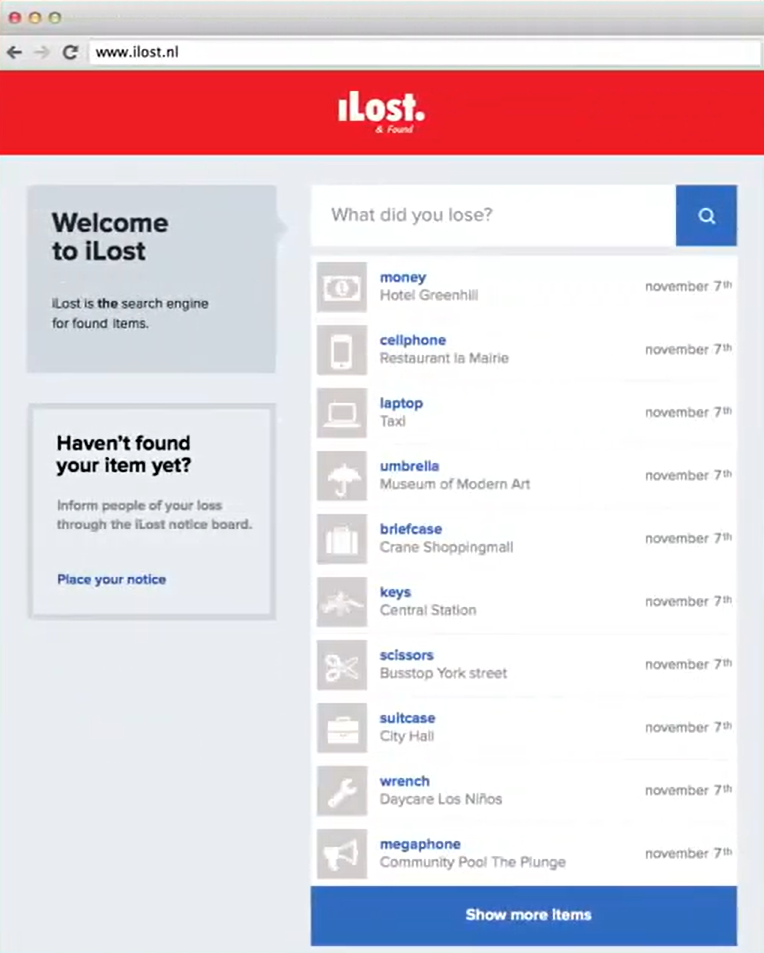 www.ilost.nl
iLost.
& Found
Welcome
to iLost
iLost is the search engine
for found items.
Haven't found
your item yet?
Inform people of your loss
through the iLost notice board.
Place your notice
What did you lose?
money
Hotel Greenhill
november 7th
cellphone
Restaurant la Mairie
november 7th
laptop
Taxi
november 7th
umbrella
Museum of Modern Art
november 7th
briefcase
Crane Shoppingmall
november 7th
keys
Central Station
november 7th
scissors
Busstop York street
november 7th
suitcase
City Hall
november 7th
wrench
Daycare Los Niños
november 7th
megaphone
Community Pool The Plunge
november 7th
Show more items